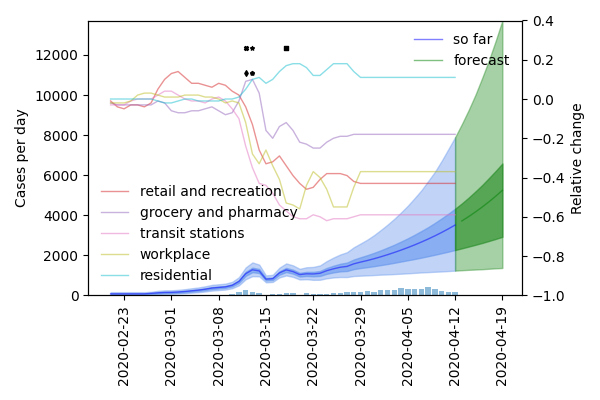 so far
forecast
retail and recreation
grocery and pharmacy
transit stations
workplace
residential
Cases per day
0
2000
4000
6000
8000
10000
12000
Relative change
0.4
0.2
0.0
−0.2
−0.4
−0.6
−0.8
−1.0
2020-02-23
2020-03-01
2020-03-08
2020-03-15
2020-03-22
2020-03-29
2020-04-05
2020-04-12
2020-04-19